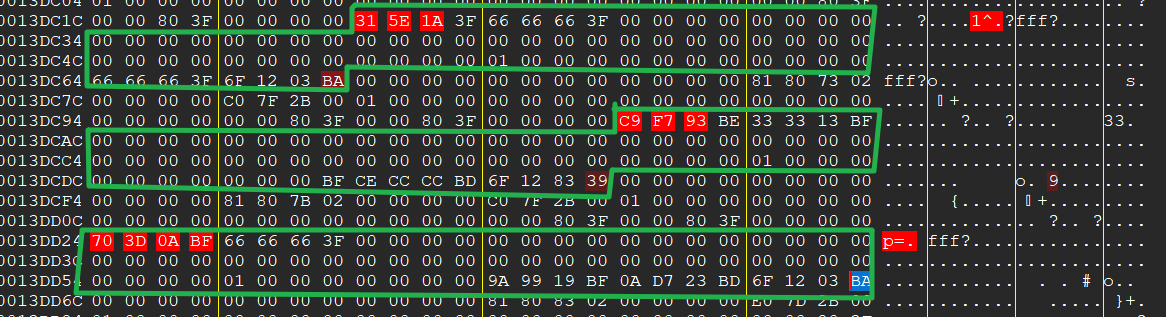 0013DC1C 00 00 80 3F 00 00 00 00 31 5E 1A 3F 66 66 66 3F 00 00 00 00 00 00 00 00 .. ?....1^.?fff?........
0013DC34 00 00 00 00 00 00 00 00 00 00 00 00 00 00 00 00 00 00 00 00 00 00 00 00 ........................
0013DC4C 00 00 00 00 00 00 00 00 00 00 00 00 01 00 00 00 00 00 00 00 00 00 00 00 ........................
0013DC64 66 66 66 3F 6F 12 03 BA 00 00 00 00 00 00 00 00 00 00 00 00 81 80 73 02 fff?o.. ............  s.
0013DC7C 00 00 00 00 C0 7F 2B 00 01 00 00 00 00 00 00 00 00 00 00 00 00 00 00 00 .... ▯+.................
0013DC94 00 00 00 00 00 00 80 3F 00 00 80 3F 00 00 00 00 C9 F7 93 BE 33 33 13 BF ...... ?.. ?....    33.
0013DCAC 00 00 00 00 00 00 00 00 00 00 00 00 00 00 00 00 00 00 00 00 00 00 00 00 ........................
0013DCC4 00 00 00 00 00 00 00 00 00 00 00 00 00 00 00 00 00 00 00 00 01 00 00 00 ........................
0013DCDC 00 00 00 00 00 00 00 BF CE CC CC BD 6F 12 83 39 00 00 00 00 00 00 00 00 .......     o. 9........
0013DCF4 00 00 00 00 81 80 7B 02 00 00 00 00 C0 7F 2B 00 01 00 00 00 00 00 00 00 ....  {..... ▯+.........
0013DD0C 00 00 00 00 00 00 00 00 00 00 00 00 00 00 80 3F 00 00 80 3F 00 00 00 00 .............. ?.. ?....
0013DD24 70 3D 0A BF 66 66 66 3F 00 00 00 00 00 00 00 00 00 00 00 00 00 00 00 00 p=. fff?................
0013DD3C 00 00 00 00 00 00 00 00 00 00 00 00 00 00 00 00 00 00 00 00 00 00 00 00 ........................
0013DD54 00 00 00 00 01 00 00 00 00 00 00 00 9A 99 19 BF 0A D7 23 BD 6F 12 03 BA ............  . . # o..
0013DD6C 00 00 00 00 00 00 00 00 00 00 00 00 81 80 83 02 00 00 00 00 E0 7D 2B 00 ............   ..... }+.